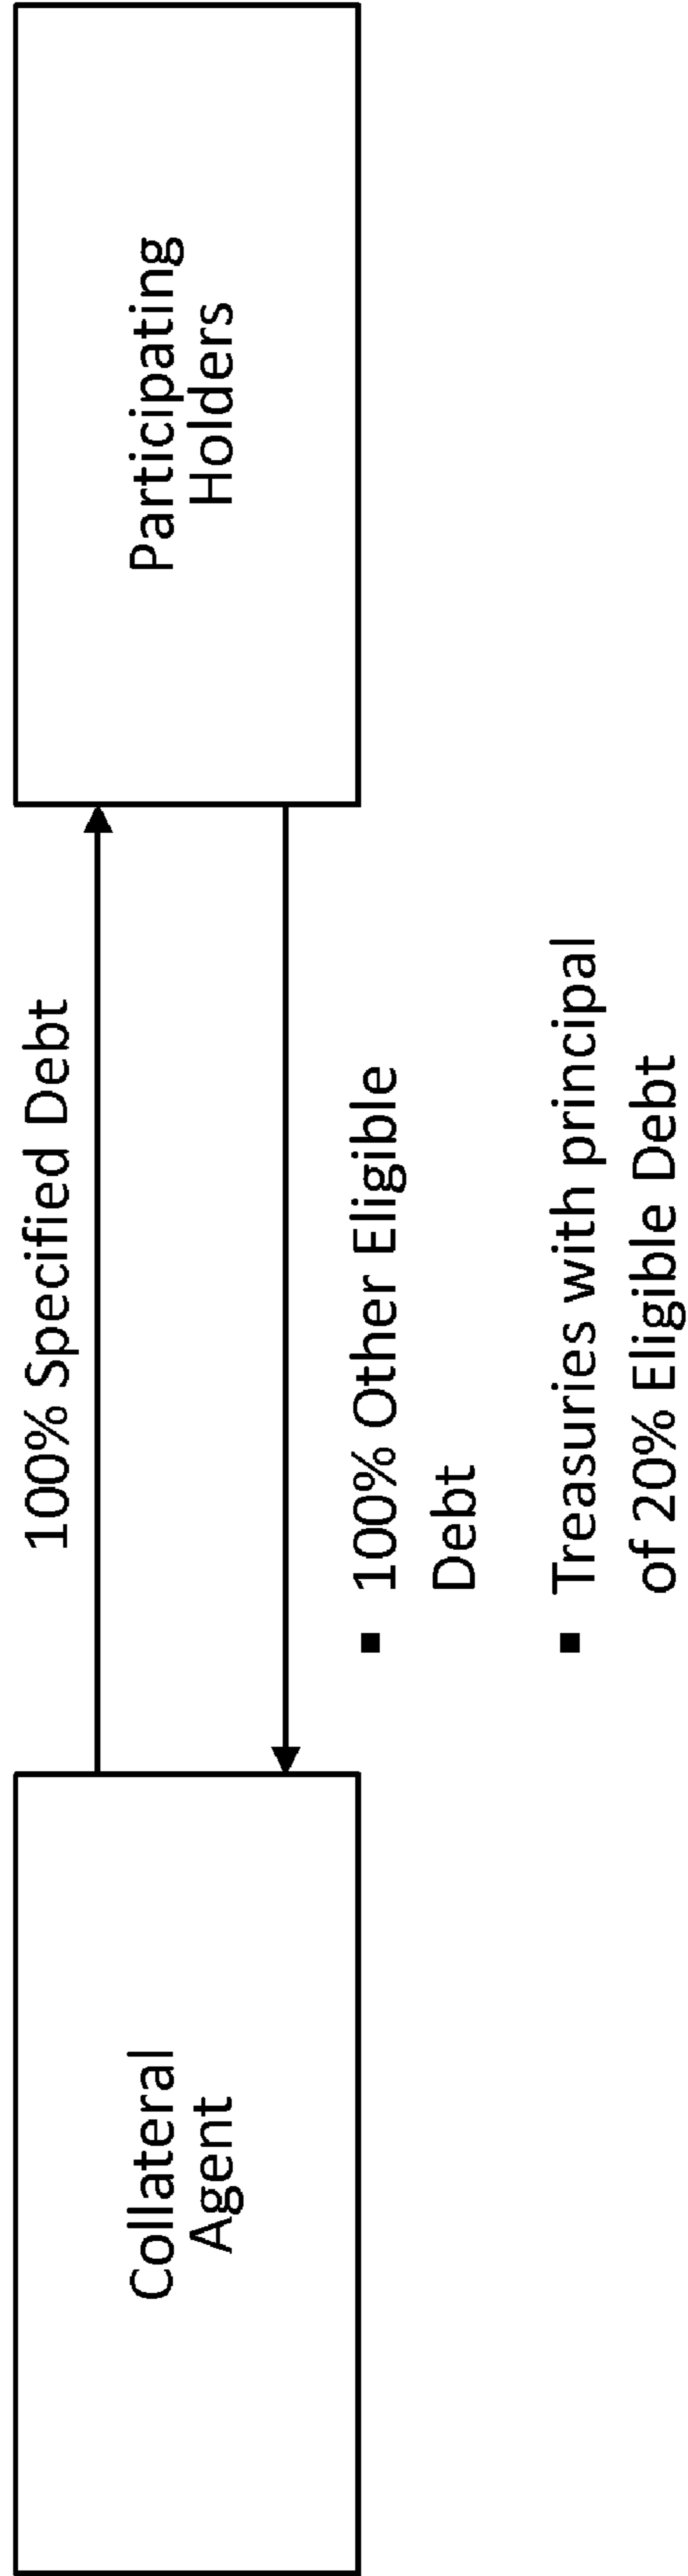 Collateral
Agent
100% Specified Debt
▪ 100% Other Eligible
Debt
▪ Treasuries with principal
of 20% Eligible Debt
Participating
Holders